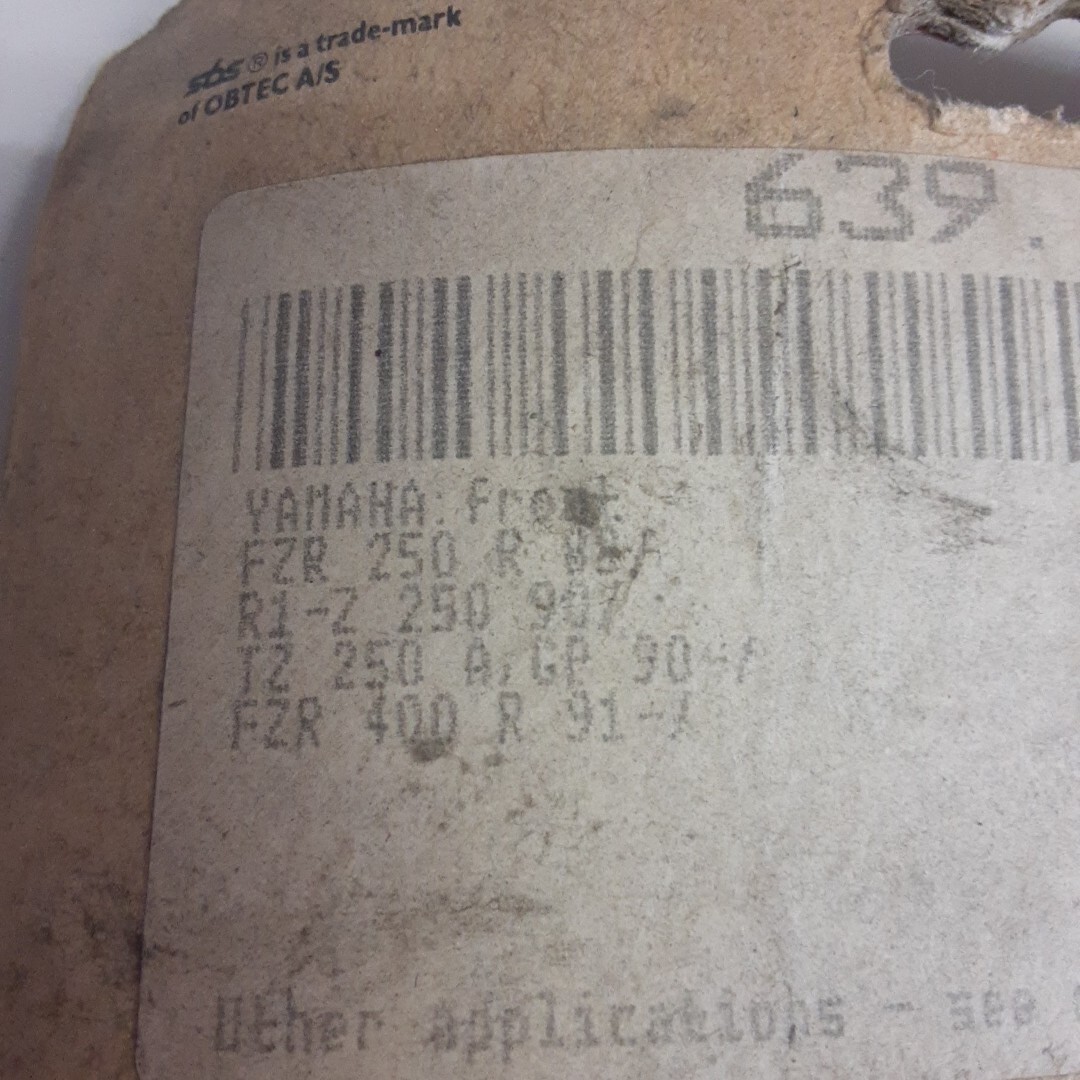 sbs® is a trade-mark
of OBTEC A/S
639.
YAMAHA: Front:
FZR 250 R
R1-Z 250
TZ 250 A/GP
FZR 400 R 91-
Other applications - see